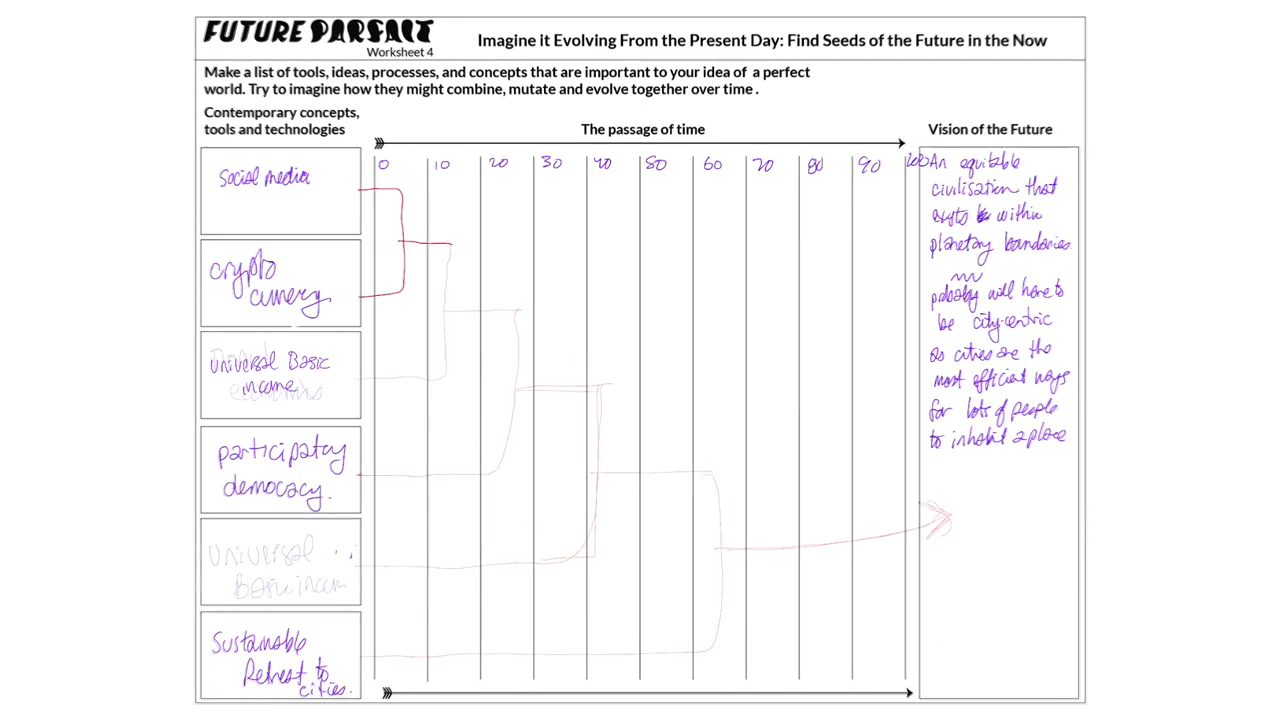 FUTURE PARFAIT
Worksheet 4
Imagine it Evolving From the Present Day: Find Seeds of the Future in the Now
Make a list of tools, ideas, processes, and concepts that are important to your idea of a perfect
world. Try to imagine how they might combine, mutate and evolve together over time .
Contemporary concepts,
tools and technologies
The passage of time
Vision of the Future
0 10 20 30 40 50 60 70 80 90 100
Social media
crypto
currery
Universal Basic
income
economics
participatory
democacy.
Universal
Basic incom
Sustainable
Retreat to
cities.
An equitable
civilisation that
within
planetary boundaries
probably will have to
be city-centric
as cities are the
most efficient ways
for lots of people
to inhabit a place